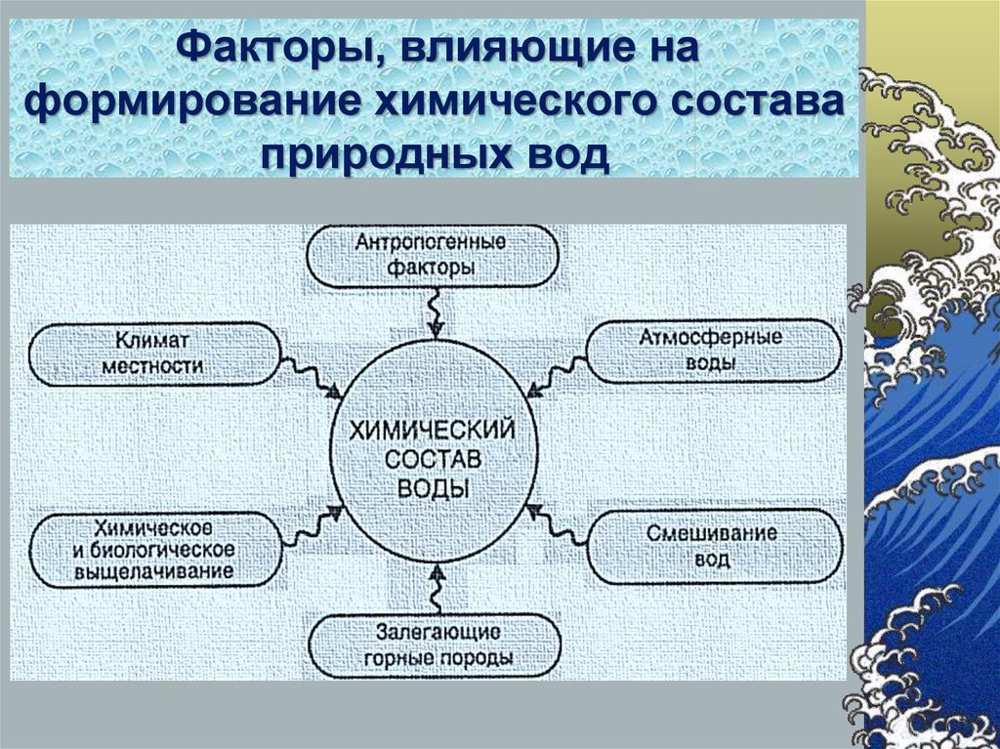 Факторы, влияющие на
формирование химического состава
природных вод
Антропогенные
факторы
Климат
местности
Атмосферные
воды
ХИМИЧЕСКИЙ
СОСТАВ
ВОДЫ
Химическое
и биологическое
выщелачивание
Смешивание
вод
Залегающие
горные породы